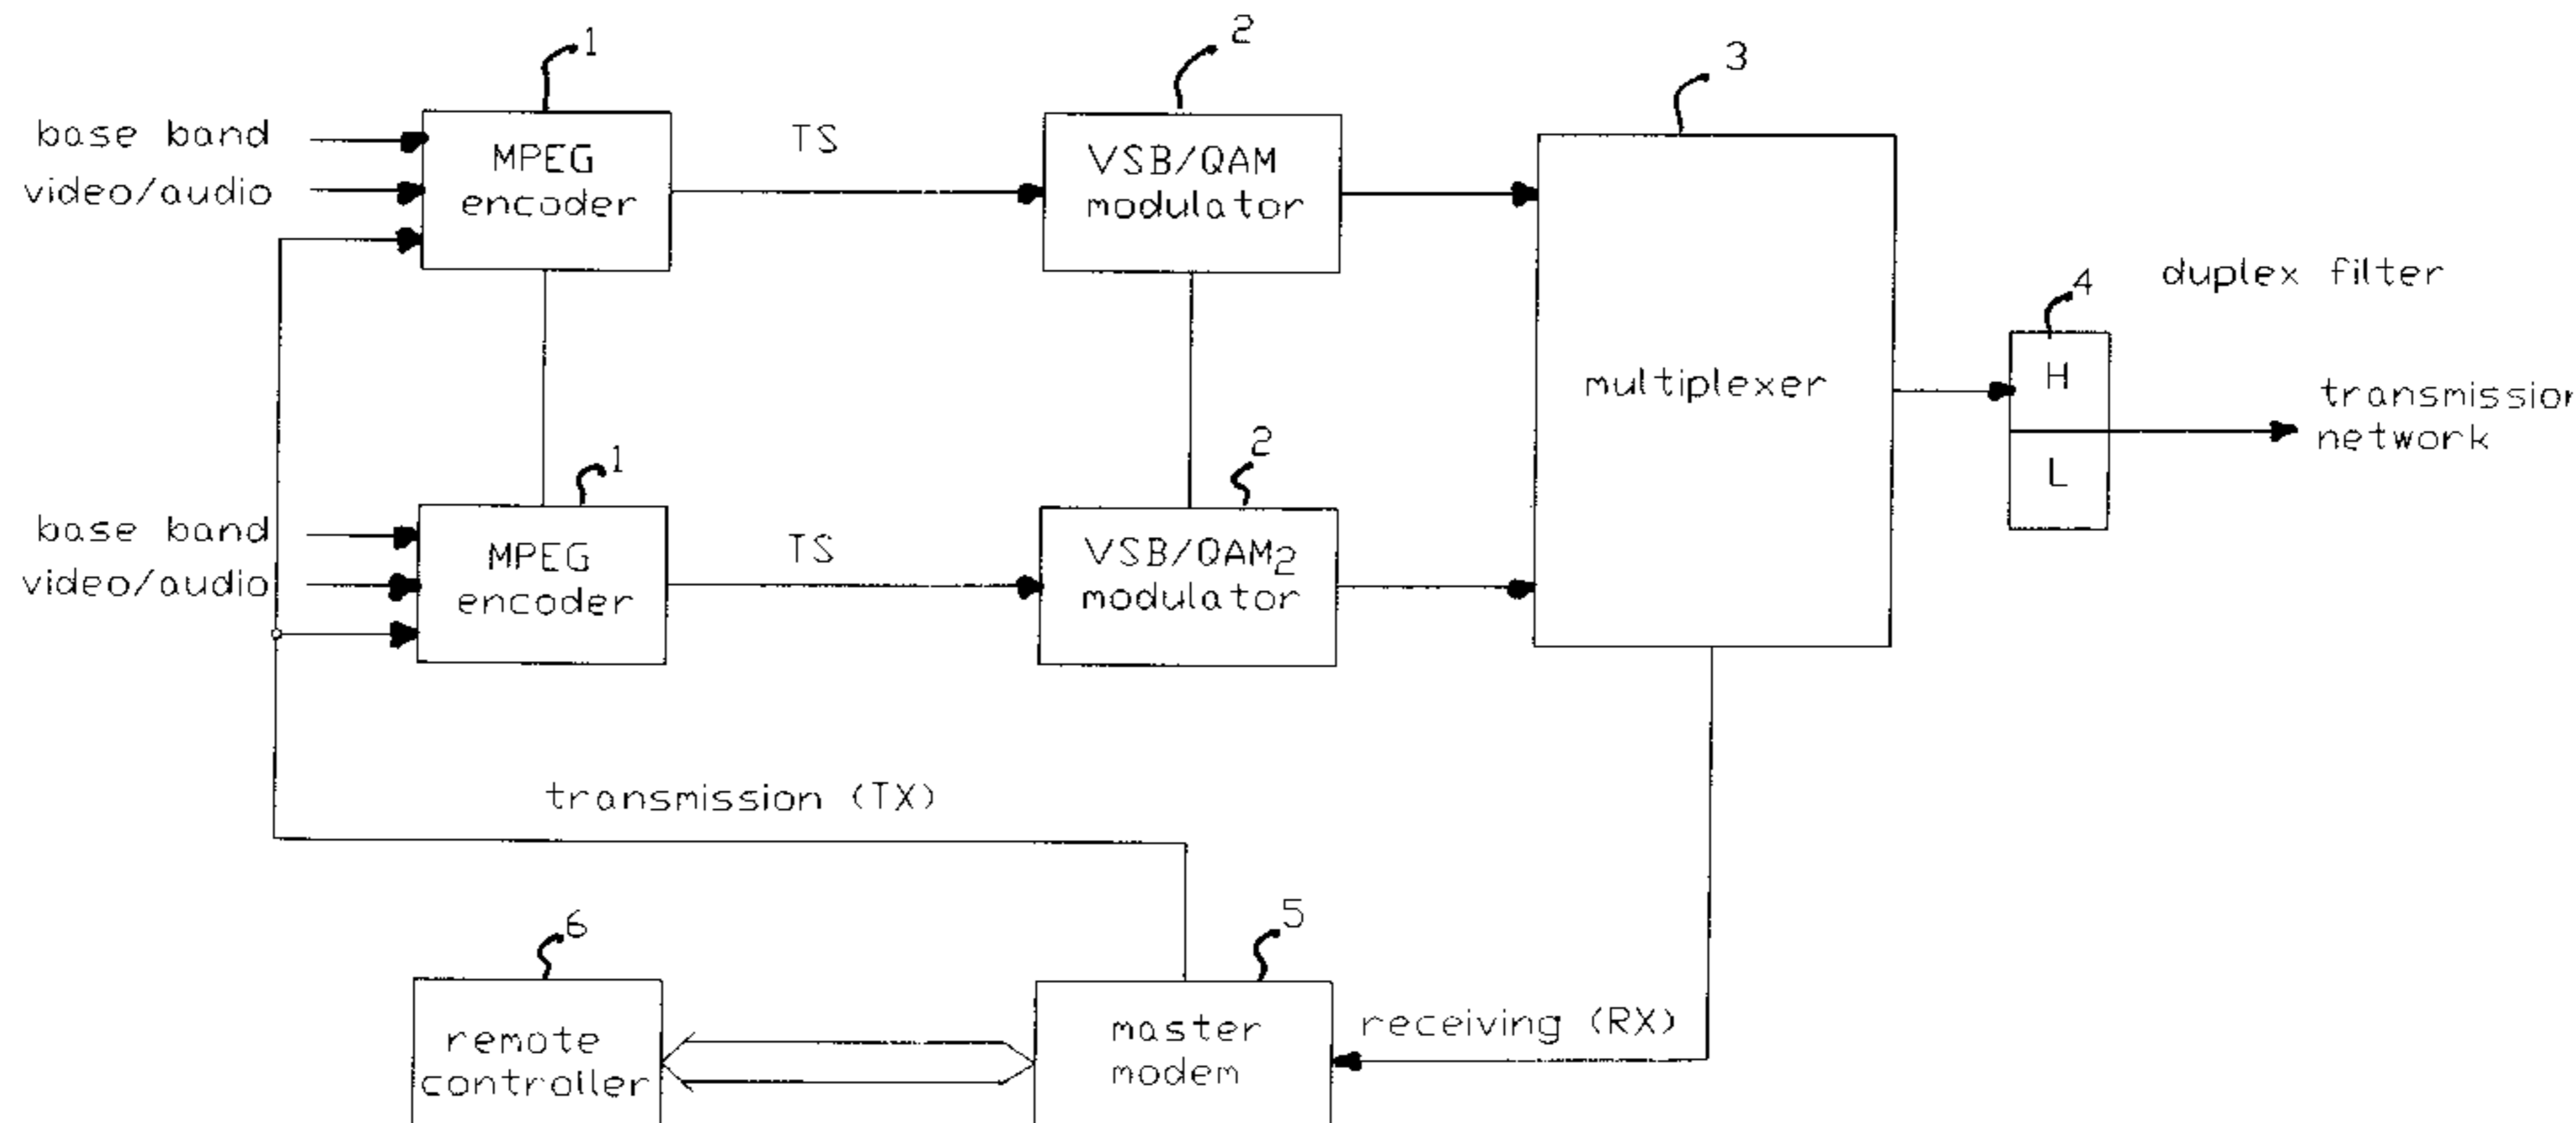 1
2
3
base band
video/audio
MPEG
encoder
TS
VSB/QAM
modulator
multiplexer
4
duplex filter
H
L
transmission
network
1
2
base band
video/audio
MPEG
encoder
TS
VSB/QAM2
modulator
transmission (TX)
6
5
remote
controller
master
modem
receiving (RX)